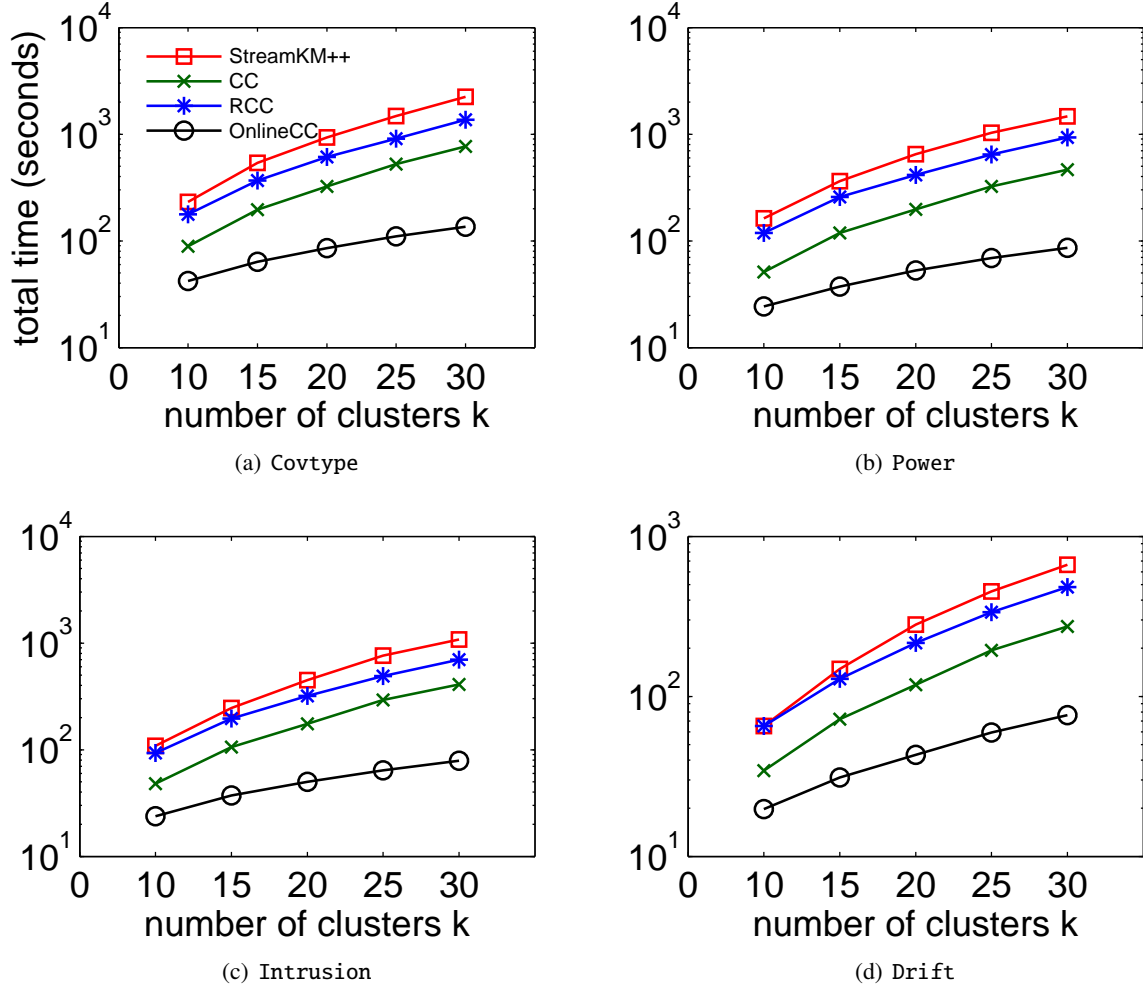 10^4
10^3
10^2
10^1
total time (seconds)
StreamKM++
CC
RCC
OnlineCC
0 10 15 20 25 30
number of clusters k
(a) Covtype
10^4
10^3
10^2
10^1
0 10 15 20 25 30
number of clusters k
(b) Power
10^4
10^3
10^2
10^1
0 10 15 20 25 30
number of clusters k
(c) Intrusion
10^3
10^2
10^1
0 10 15 20 25 30
number of clusters k
(d) Drift